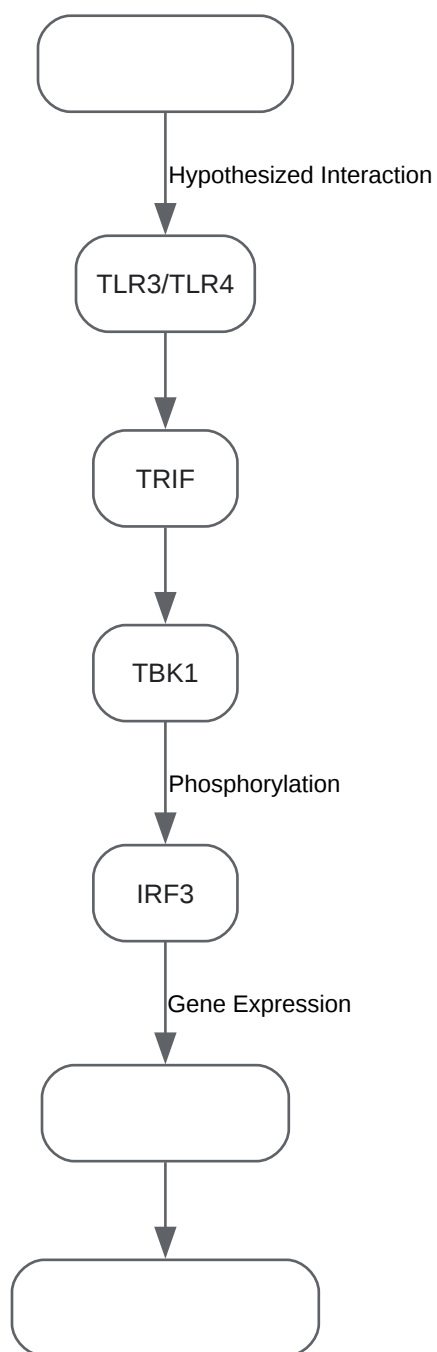 Hypothesized Interaction
TLR3/TLR4
TRIF
TBK1
Phosphorylation
IRF3
Gene Expression